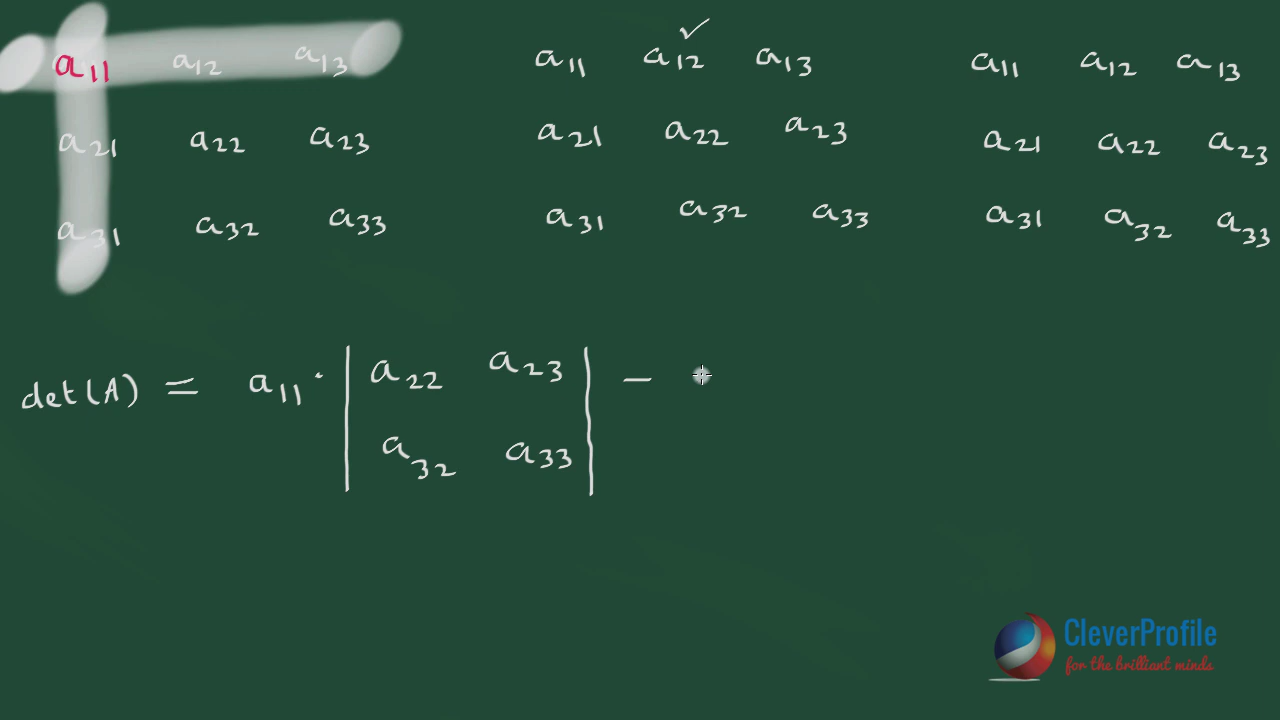 a11 a12 a13 a11 a12 ✓ a13 a11 a12 a13
a21 a22 a23 a21 a22 a23 a21 a22 a23
a31 a32 a33 a31 a32 a33 a31 a32 a33
det(A) = a11 · | a22 a23 | −
a32 a33
CleverProfile
for the brilliant minds